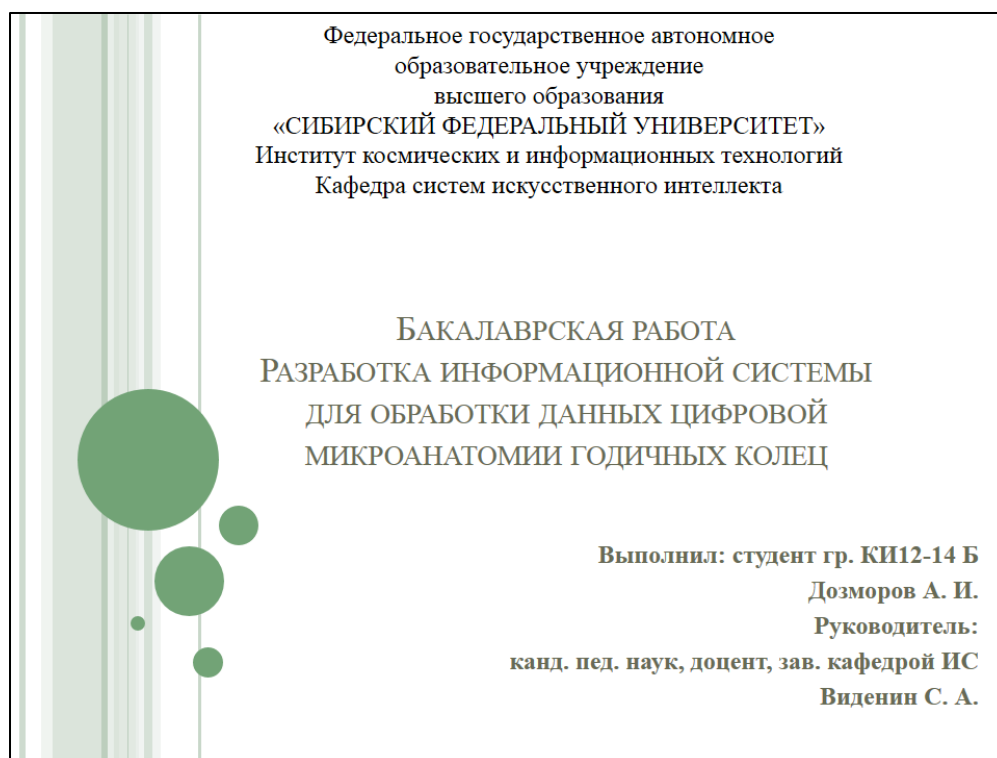 Федеральное государственное автономное
образовательное учреждение
высшего образования
«СИБИРСКИЙ ФЕДЕРАЛЬНЫЙ УНИВЕРСИТЕТ»
Институт космических и информационных технологий
Кафедра систем искусственного интеллекта
БАКАЛАВРСКАЯ РАБОТА
РАЗРАБОТКА ИНФОРМАЦИОННОЙ СИСТЕМЫ
ДЛЯ ОБРАБОТКИ ДАННЫХ ЦИФРОВОЙ
МИКРОАНАТОМИИ ГОДИЧНЫХ КОЛЕЦ
Выполнил: студент гр. КИ12-14 Б
Дозморов А. И.
Руководитель:
канд. пед. наук, доцент, зав. кафедрой ИС
Виденин С. А.